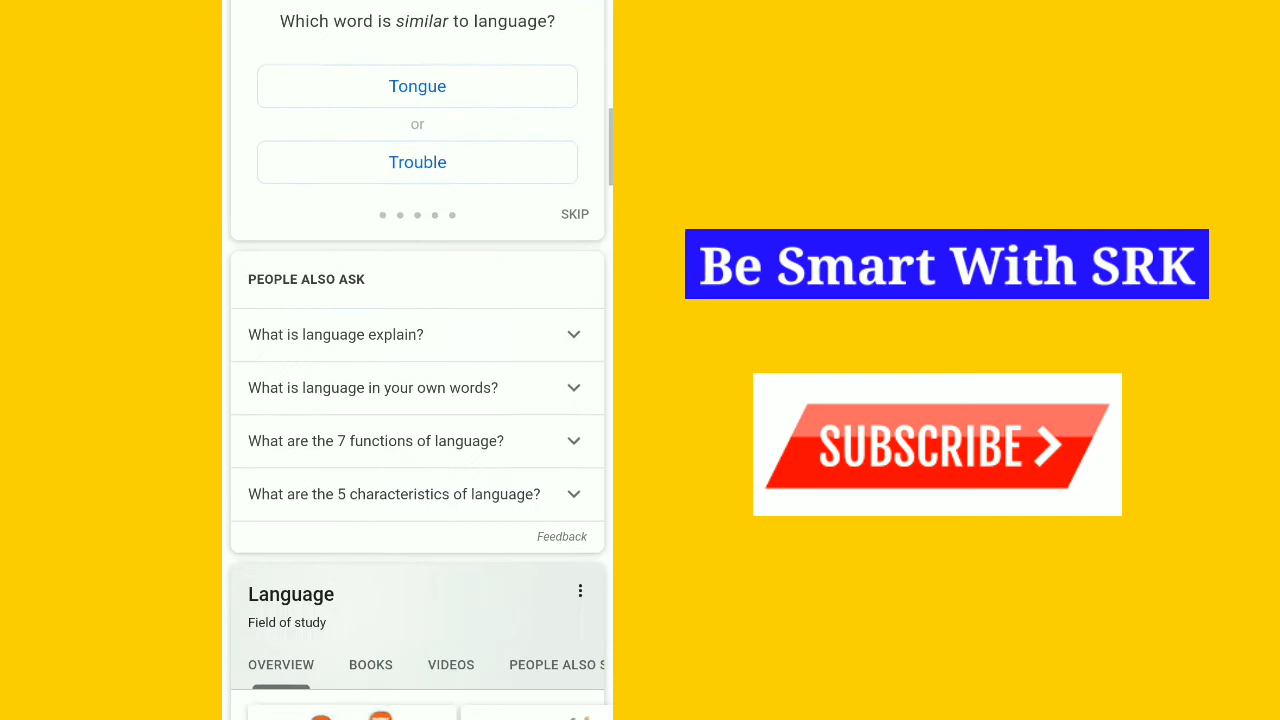 Which word is similar to language?
Tongue
or
Trouble
SKIP
PEOPLE ALSO ASK
What is language explain?
What is language in your own words?
What are the 7 functions of language?
What are the 5 characteristics of language?
Feedback
Language
Field of study
OVERVIEW BOOKS VIDEOS PEOPLE ALSO
Be Smart With SRK
SUBSCRIBE >